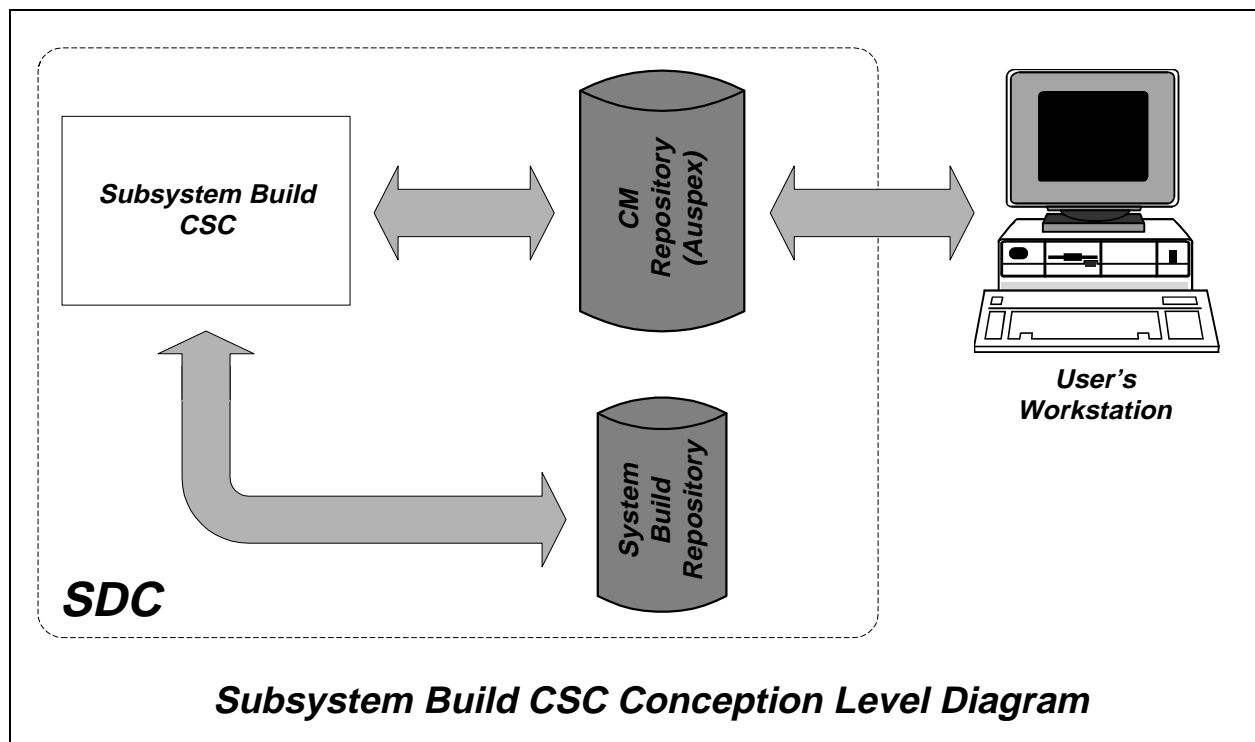 Subsystem Build
CSC
CM
Repository
(Auspex)
User’s
Workstation
System
Build
Repository
SDC
Subsystem Build CSC Conception Level Diagram